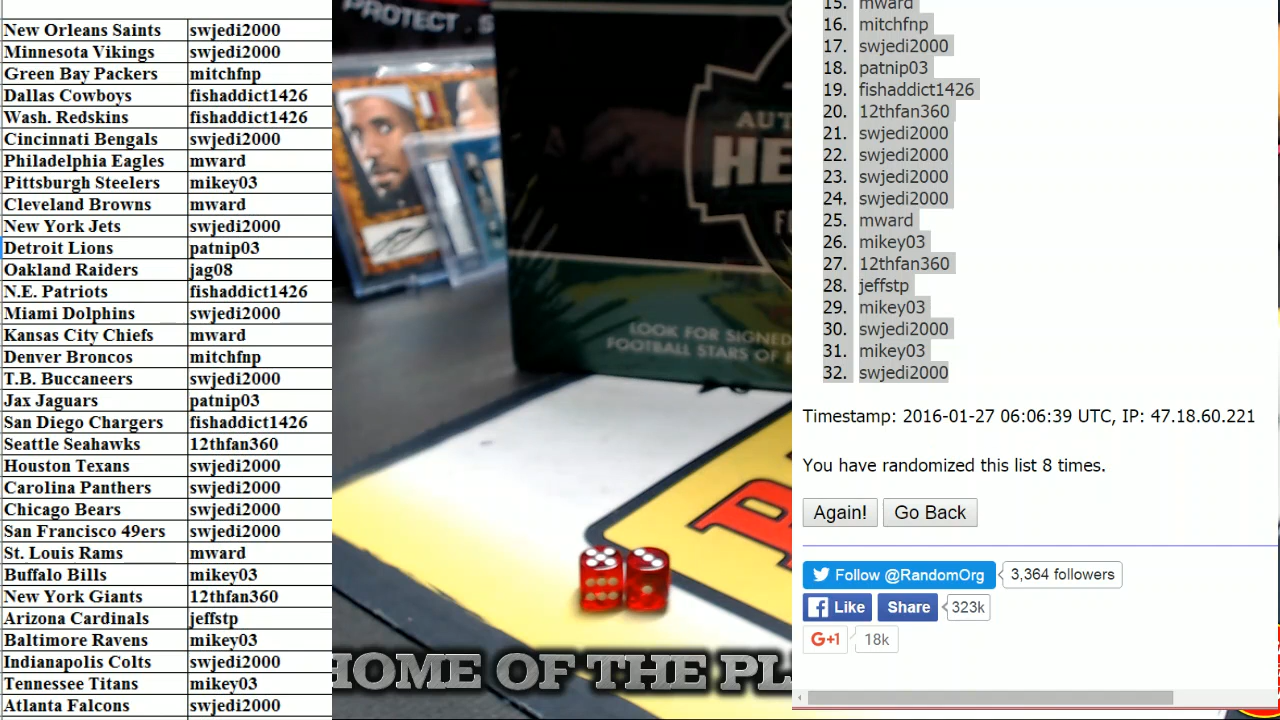 New Orleans Saints swjedi2000
Minnesota Vikings swjedi2000
Green Bay Packers mitchfnp
Dallas Cowboys fishaddict1426
Wash. Redskins fishaddict1426
Cincinnati Bengals swjedi2000
Philadelphia Eagles mward
Pittsburgh Steelers mikey03
Cleveland Browns mward
New York Jets swjedi2000
Detroit Lions patnip03
Oakland Raiders jag08
N.E. Patriots fishaddict1426
Miami Dolphins swjedi2000
Kansas City Chiefs mward
Denver Broncos mitchfnp
T.B. Buccaneers swjedi2000
Jax Jaguars patnip03
San Diego Chargers fishaddict1426
Seattle Seahawks 12thfan360
Houston Texans swjedi2000
Carolina Panthers swjedi2000
Chicago Bears swjedi2000
San Francisco 49ers swjedi2000
St. Louis Rams mward
Buffalo Bills mikey03
New York Giants 12thfan360
Arizona Cardinals jeffstp
Baltimore Ravens mikey03
Indianapolis Colts swjedi2000
Tennessee Titans mikey03
Atlanta Falcons swjedi2000
PROTECT
AUT
HE
F
LOOK FOR SIGNED
FOOTBALL STARS OF
HOME OF THE PL
15. mward
16. mitchfnp
17. swjedi2000
18. patnip03
19. fishaddict1426
20. 12thfan360
21. swjedi2000
22. swjedi2000
23. swjedi2000
24. swjedi2000
25. mward
26. mikey03
27. 12thfan360
28. jeffstp
29. mikey03
30. swjedi2000
31. mikey03
32. swjedi2000
Timestamp: 2016-01-27 06:06:39 UTC, IP: 47.18.60.221
You have randomized this list 8 times.
Again! Go Back
Follow @RandomOrg 3,364 followers
Like Share 323k
G+1 18k